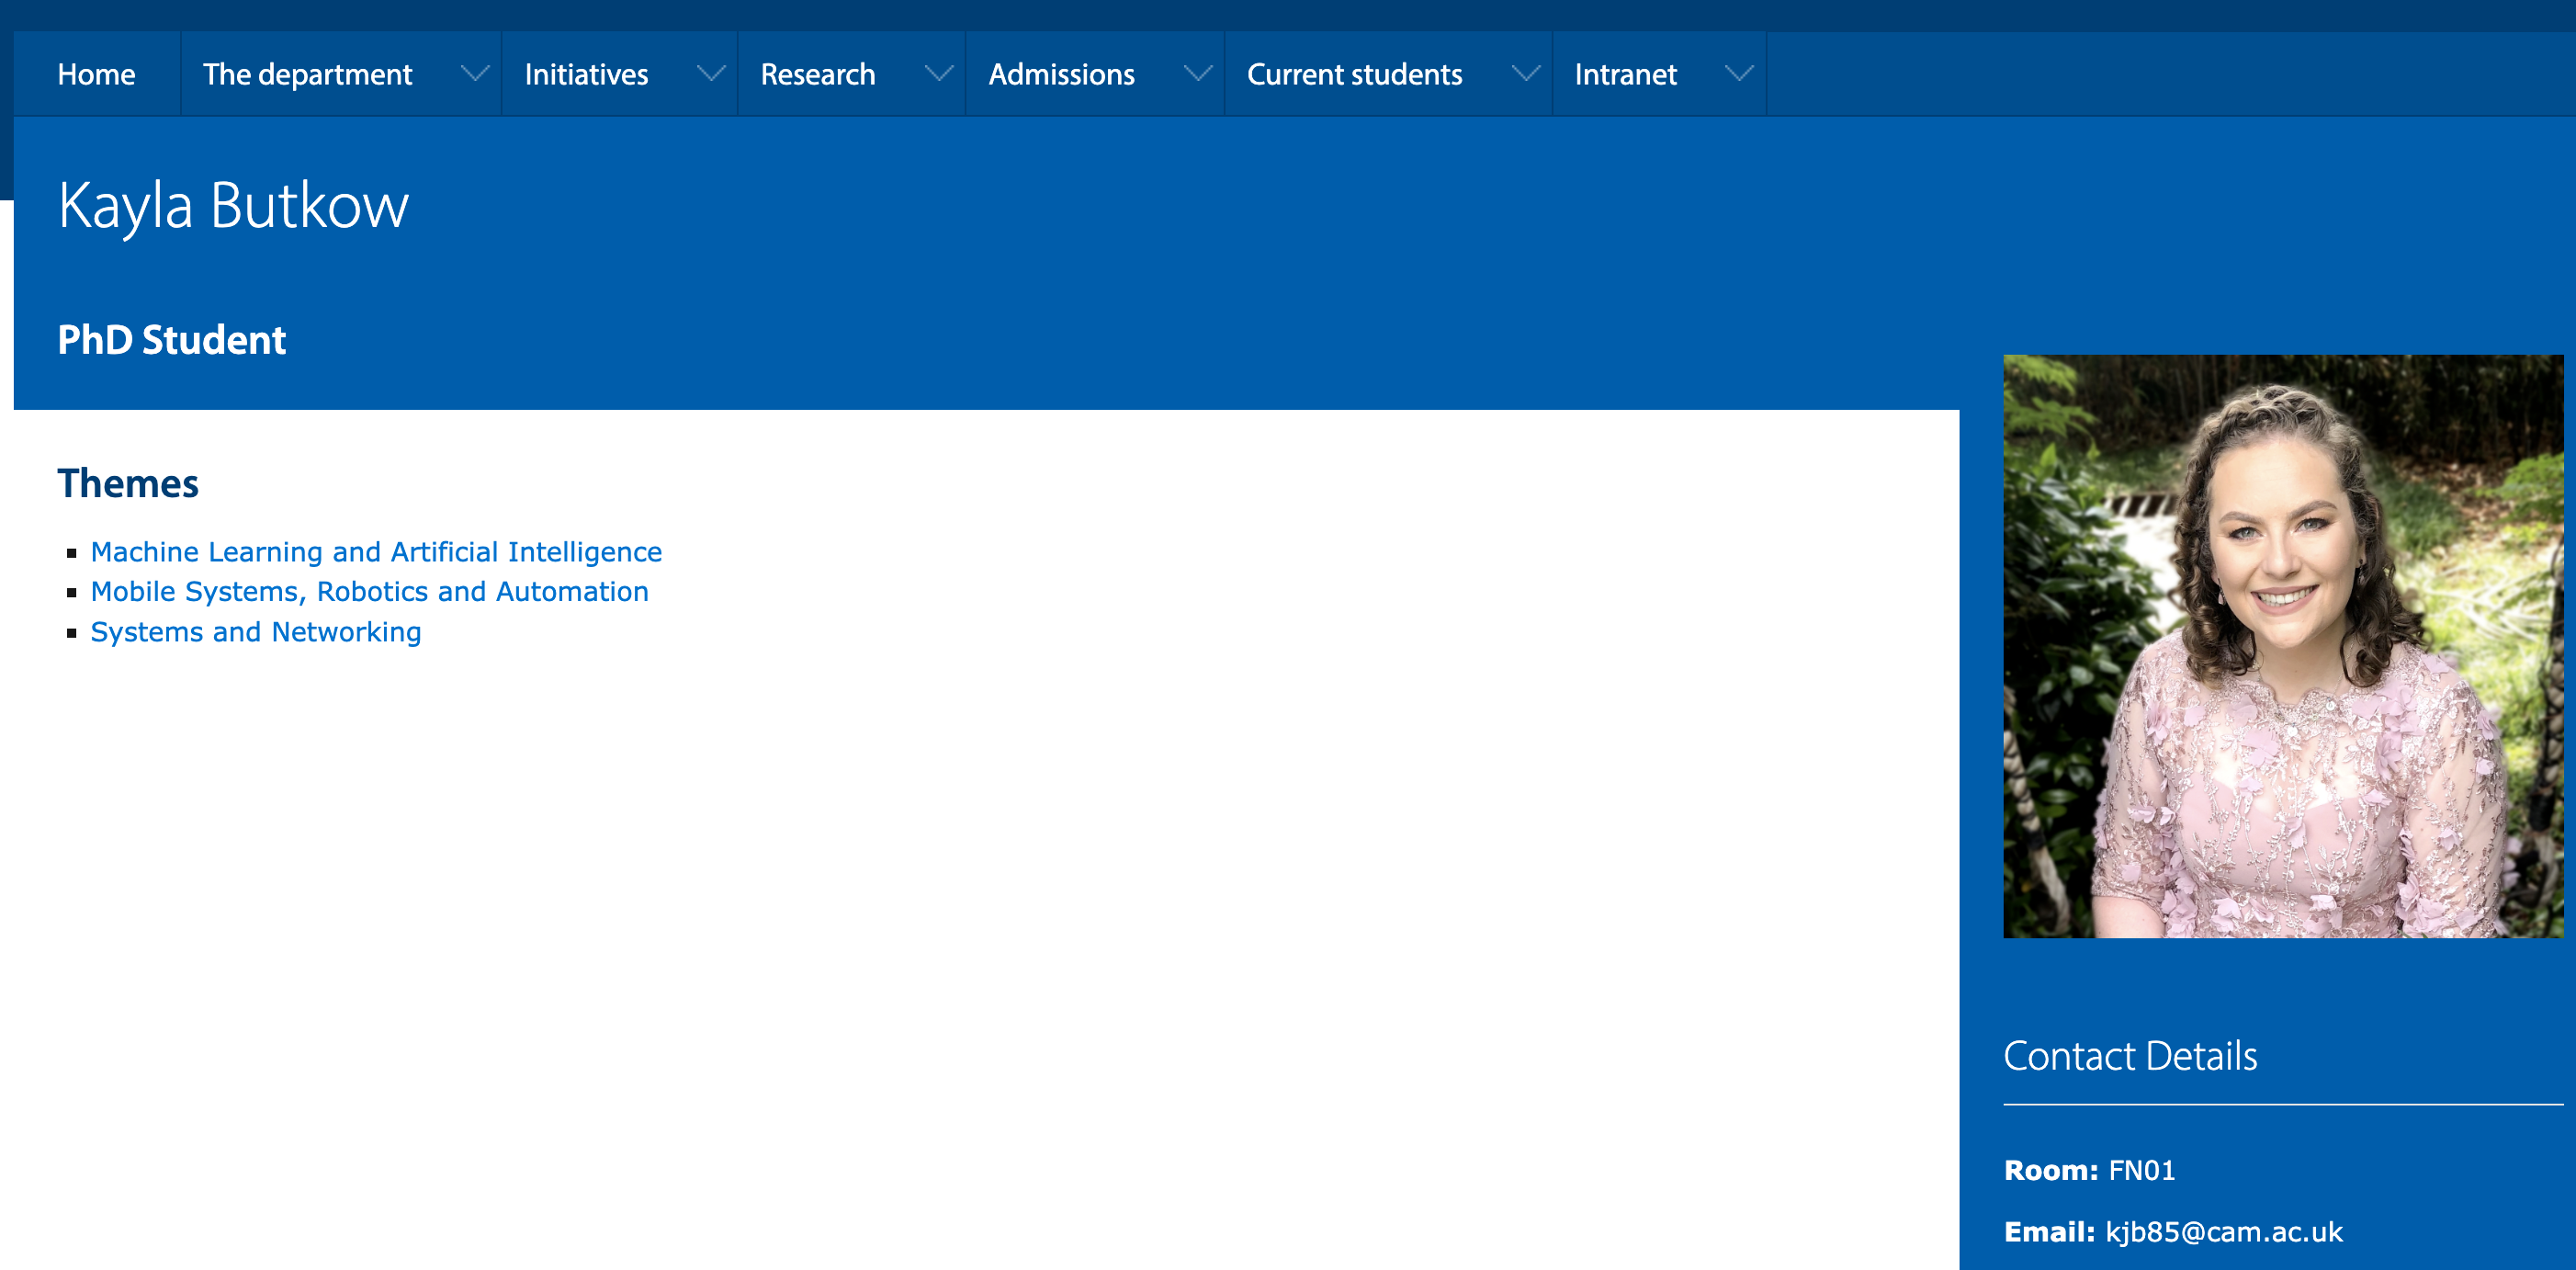 Home
The department
Initiatives
Research
Admissions
Current students
Intranet
Kayla Butkow
PhD Student
Themes
Machine Learning and Artificial Intelligence
Mobile Systems, Robotics and Automation
Systems and Networking
Contact Details
Room: FN01
Email: kjb85@cam.ac.uk